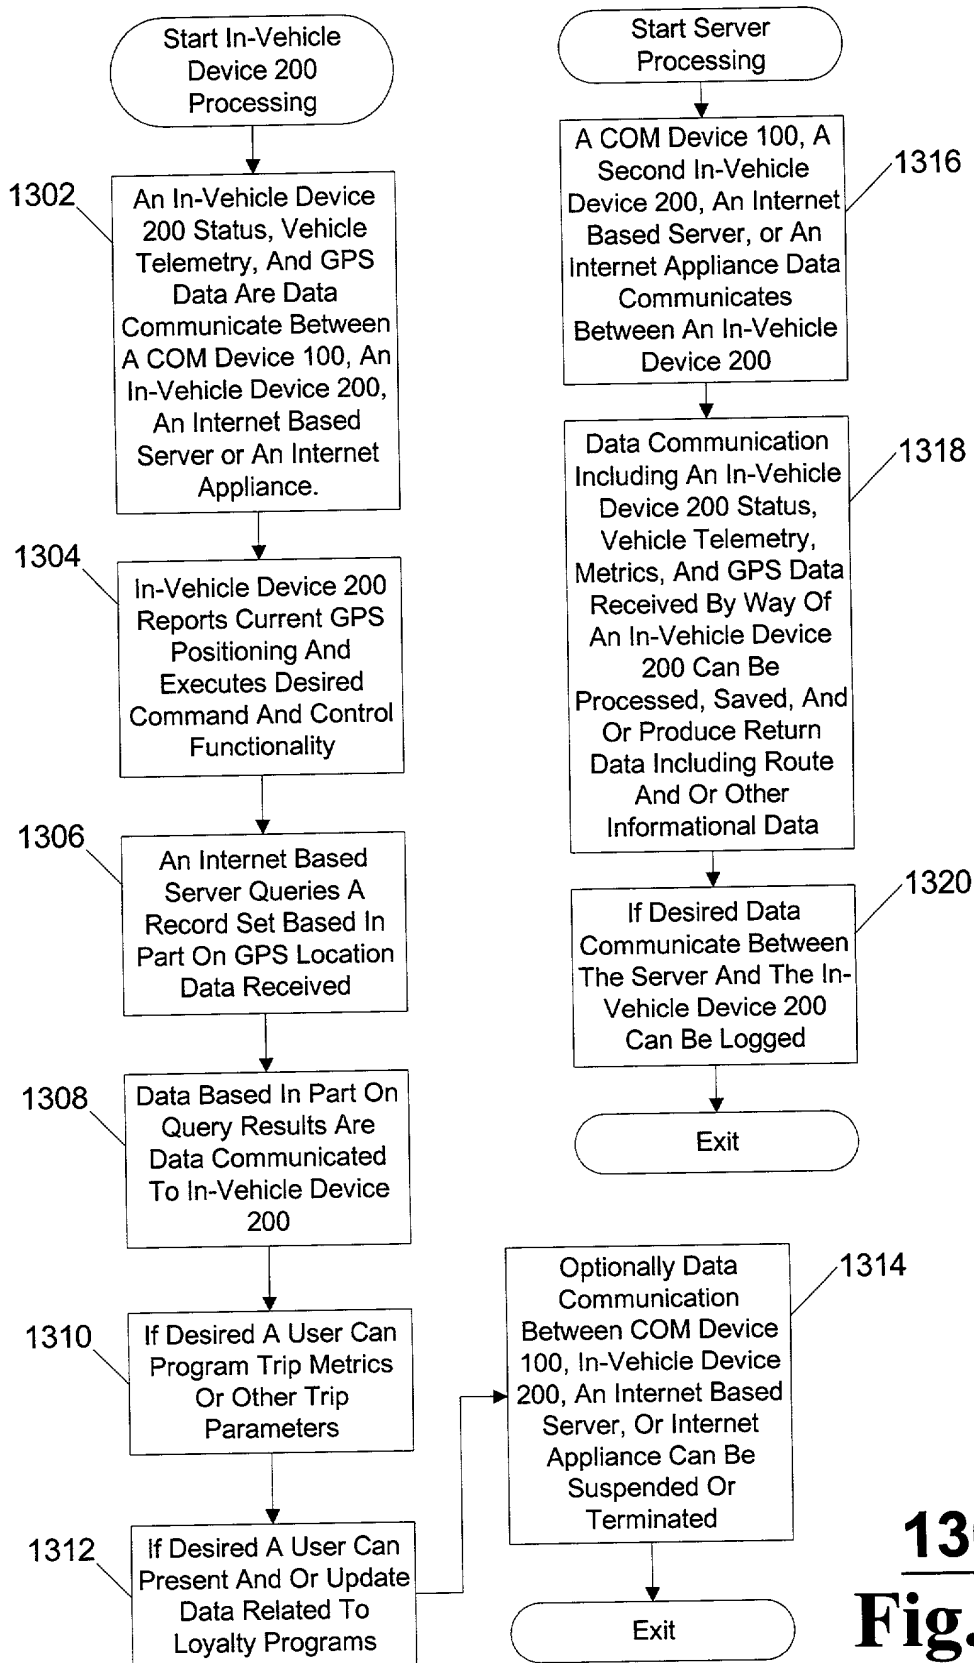 Start In-Vehicle
Device 200
Processing
1302
An In-Vehicle Device
200 Status, Vehicle
Telemetry, And GPS
Data Are Data
Communicate Between
A COM Device 100, An
In-Vehicle Device 200,
An Internet Based
Server or An Internet
Appliance.
1304
In-Vehicle Device 200
Reports Current GPS
Positioning And
Executes Desired
Command And Control
Functionality
1306
An Internet Based
Server Queries A
Record Set Based In
Part On GPS Location
Data Received
1308
Data Based In Part On
Query Results Are
Data Communicated
To In-Vehicle Device
200
1310
If Desired A User Can
Program Trip Metrics
Or Other Trip
Parameters
1312
If Desired A User Can
Present And Or Update
Data Related To
Loyalty Programs
Start Server
Processing
1316
A COM Device 100, A
Second In-Vehicle
Device 200, An Internet
Based Server, or An
Internet Appliance Data
Communicates
Between An In-Vehicle
Device 200
1318
Data Communication
Including An In-Vehicle
Device 200 Status,
Vehicle Telemetry,
Metrics, And GPS Data
Received By Way Of
An In-Vehicle Device
200 Can Be
Processed, Saved, And
Or Produce Return
Data Including Route
And Or Other
Informational Data
1320
If Desired Data
Communicate Between
The Server And The In-
Vehicle Device 200
Can Be Logged
Exit
1314
Optionally Data
Communication
Between COM Device
100, In-Vehicle Device
200, An Internet Based
Server, Or Internet
Appliance Can Be
Suspended Or
Terminated
Exit
Fig.